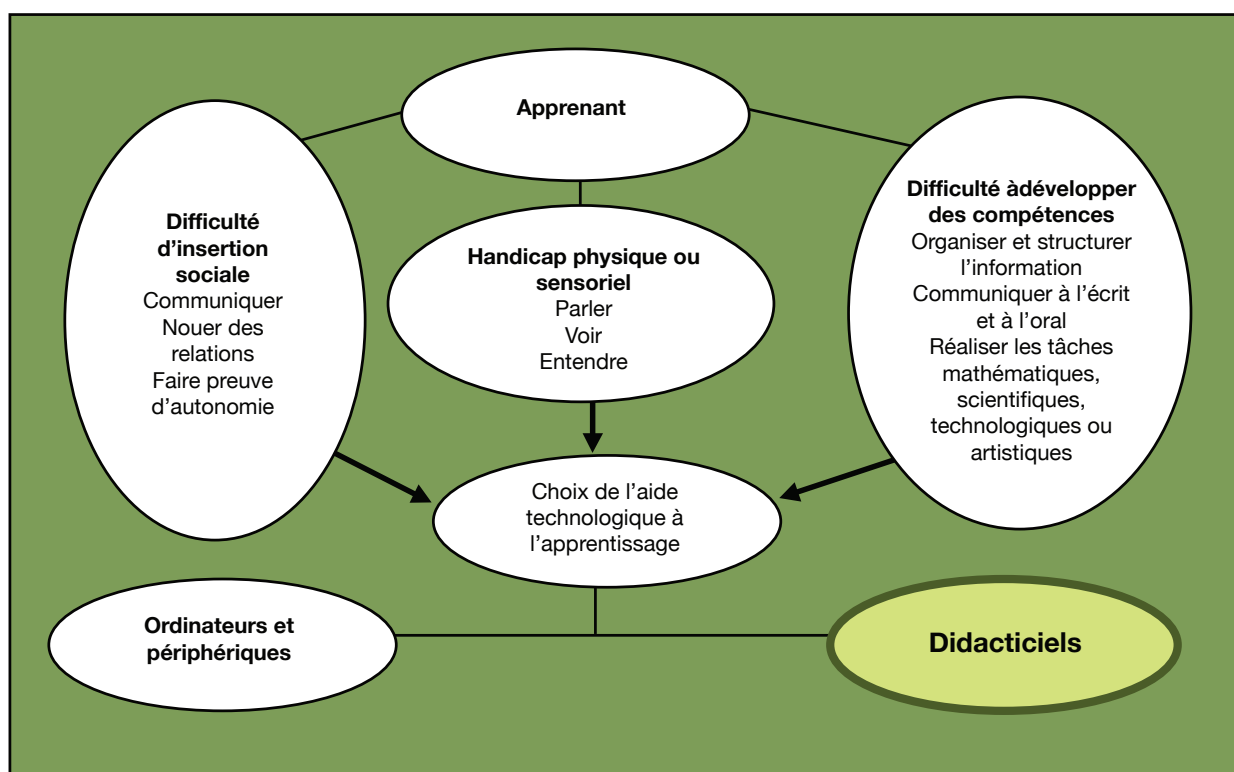 Apprenant
Difficulté
d’insertion
sociale
Communiquer
Nouer des
relations
Faire preuve
d’autonomie
Handicap physique ou
sensoriel
Parler
Voir
Entendre
Difficulté àdévelopper
des compétences
Organiser et structurer
l’information
Communiquer à l’écrit
et à l’oral
Réaliser les tâches
mathématiques,
scientifiques,
technologiques ou
artistiques
Choix de l’aide
technologique à
l’apprentissage
Ordinateurs et
périphériques
Didacticiels